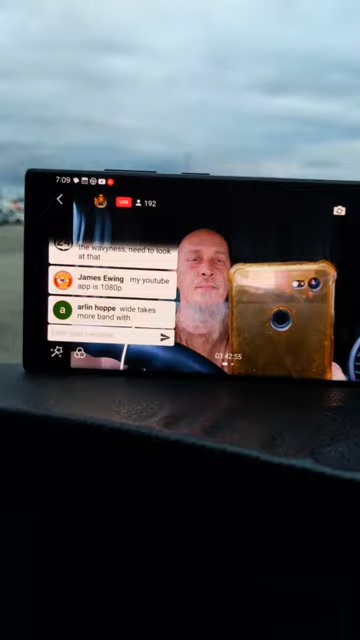 7:09
LIVE 192
the wavyness, need to look
at that
James Ewing my youtube
app is 1080p
a
arlin hoppe wide takes
more band with
03:42:55